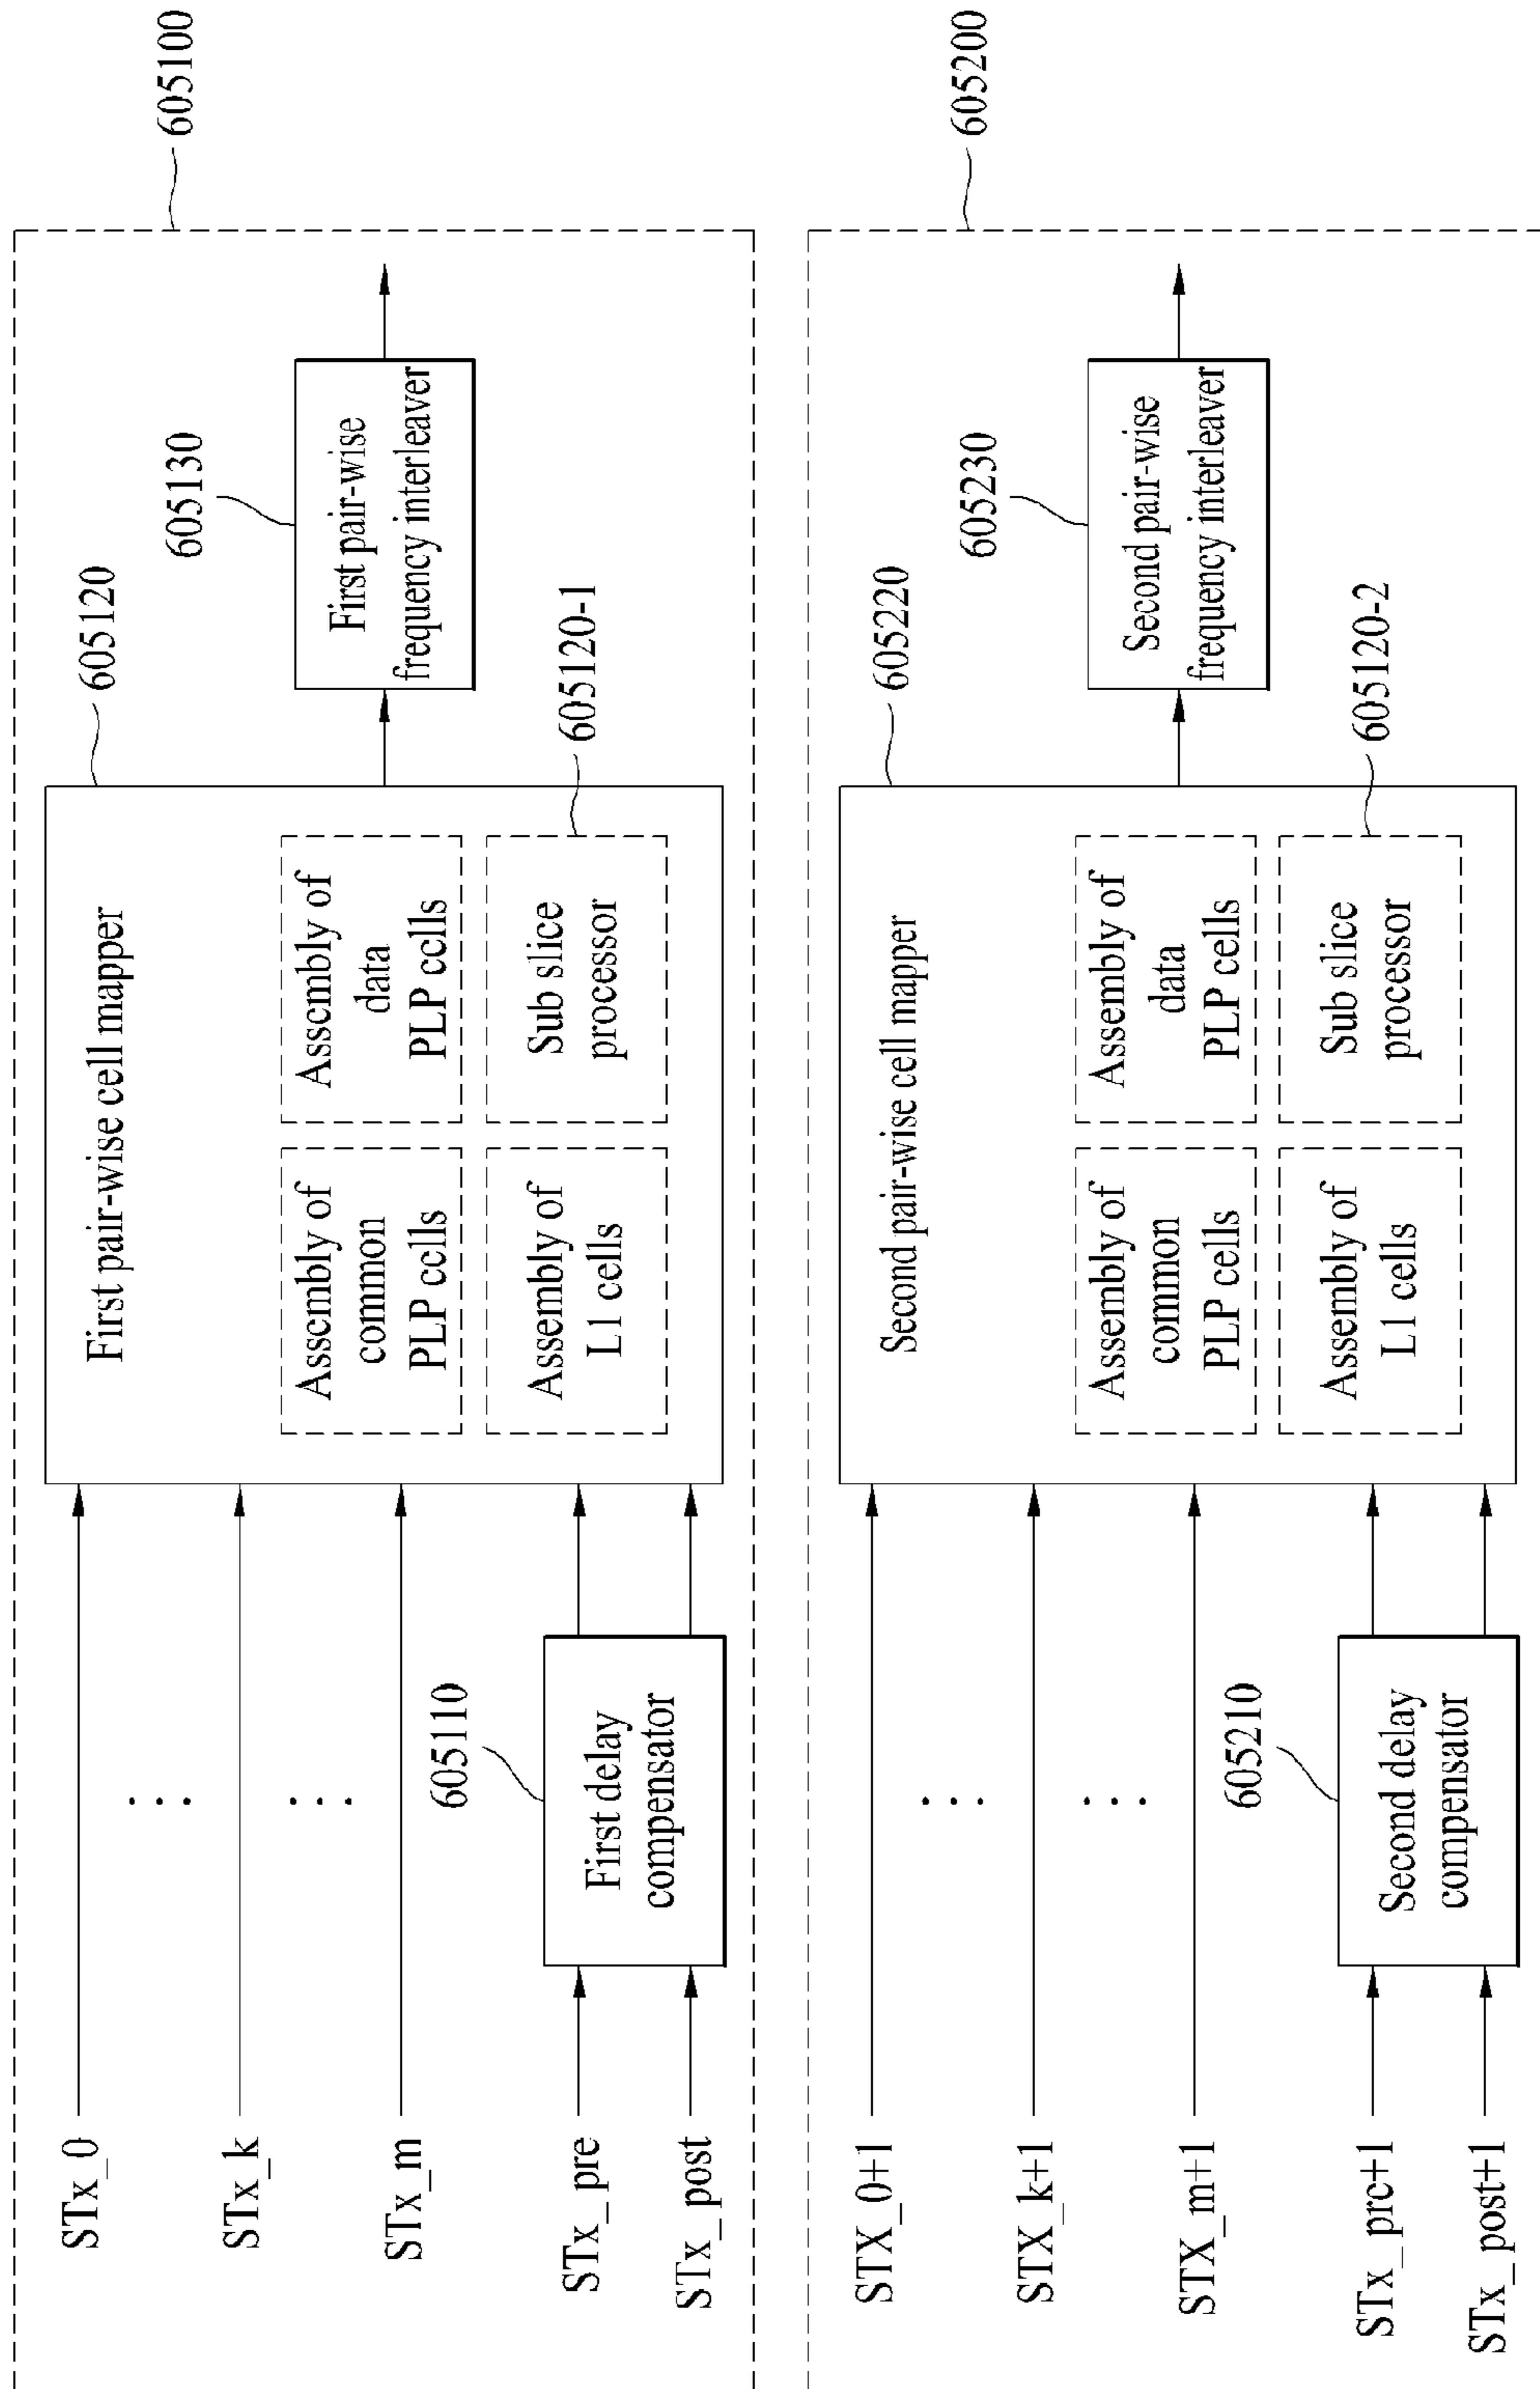 605100
605120
605130
First pair-wise cell mapper
First pair-wise
frequency interleaver
Assembly of
common
PLP cells
Assembly of
data
PLP cells
Assembly of
L1 cells
Sub slice
processor
605120-1
STx_0
...
STx_k
...
STx_m
605110
STx_pre
STx_post
First delay
compensator
605200
605220
605230
Second pair-wise cell mapper
Second pair-wise
frequency interleaver
Assembly of
common
PLP cells
Assembly of
data
PLP cells
Assembly of
L1 cells
Sub slice
processor
605120-2
STX_0+1
...
STX_k+1
...
STX_m+1
605210
STx_pre+1
STx_post+1
Second delay
compensator